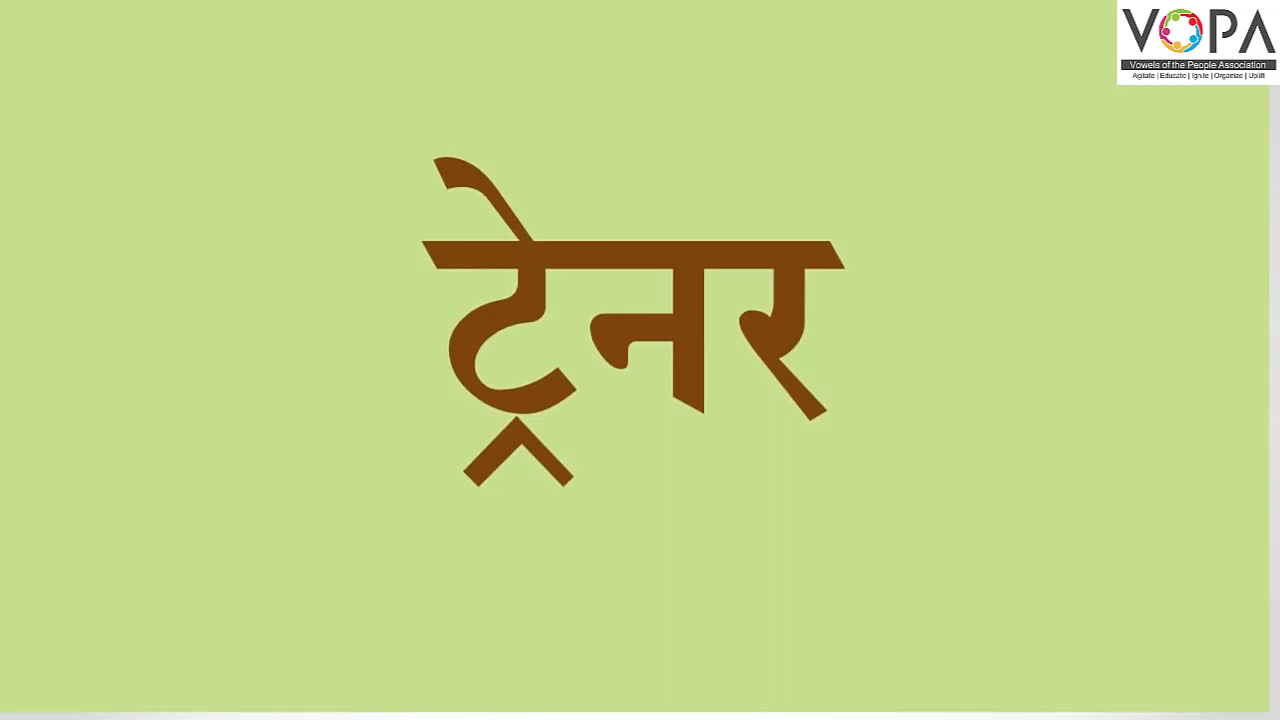 VOPA
Vowels of the People Association
Agitate | Educate | Ignite | Organize | Uplift
ट्रेनर